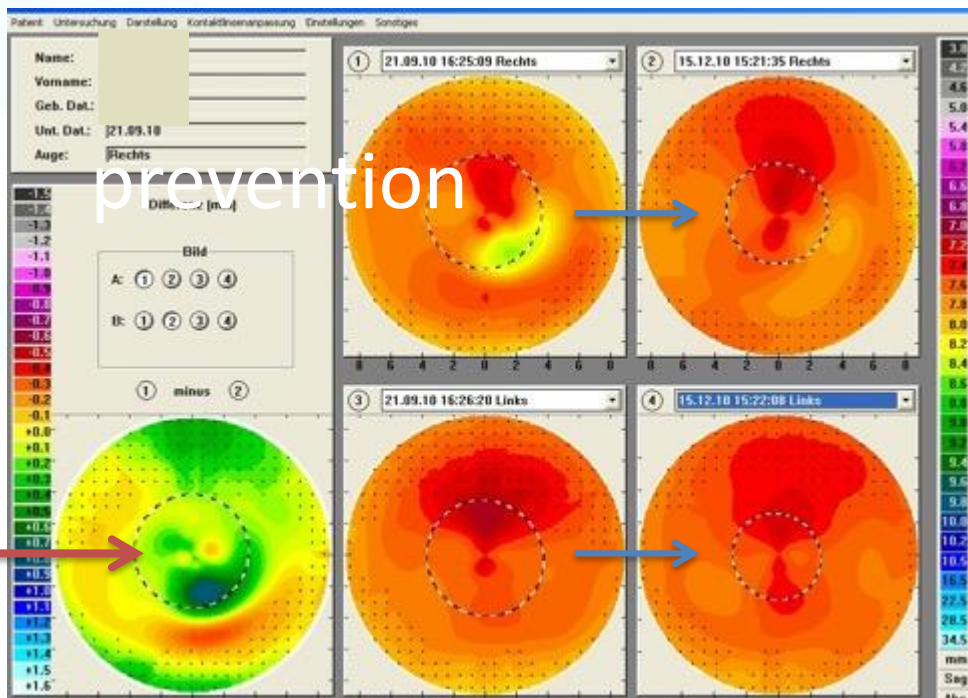 Patient Untersuchung Darstellung Kontaktlinsenanpassung Einstellungen Sonstiges
Name:
Vorname:
Geb. Dat.:
Unt. Dat.: 21.09.10
Auge: Rechts
prevention
Bild
A: 1 2 3 4
B: 1 2 3 4
1 minus 2
-1.5
-1.3
-1.2
-1.1
-1.0
-0.5
-0.3
-0.2
-0.1
+0.0
+0.1
+0.2
+0.3
+0.6
+0.7
+1.1
+1.3
+1.4
+1.5
+1.6
1 21.09.10 16:25:09 Rechts
2 15.12.10 15:21:35 Rechts
8 6 4 2 0 2 4 6 8
8 6 4 2 0 2 4 6 8
3 21.09.10 16:26:20 Links
4 15.12.10 15:22:08 Links
3.8
4.2
4.6
5.0
5.4
5.8
6.6
6.8
7.0
7.2
7.4
7.6
7.8
8.0
8.2
8.4
8.6
9.4
9.6
9.8
10.0
10.2
10.5
16.5
22.5
28.5
34.5
mm
Sag